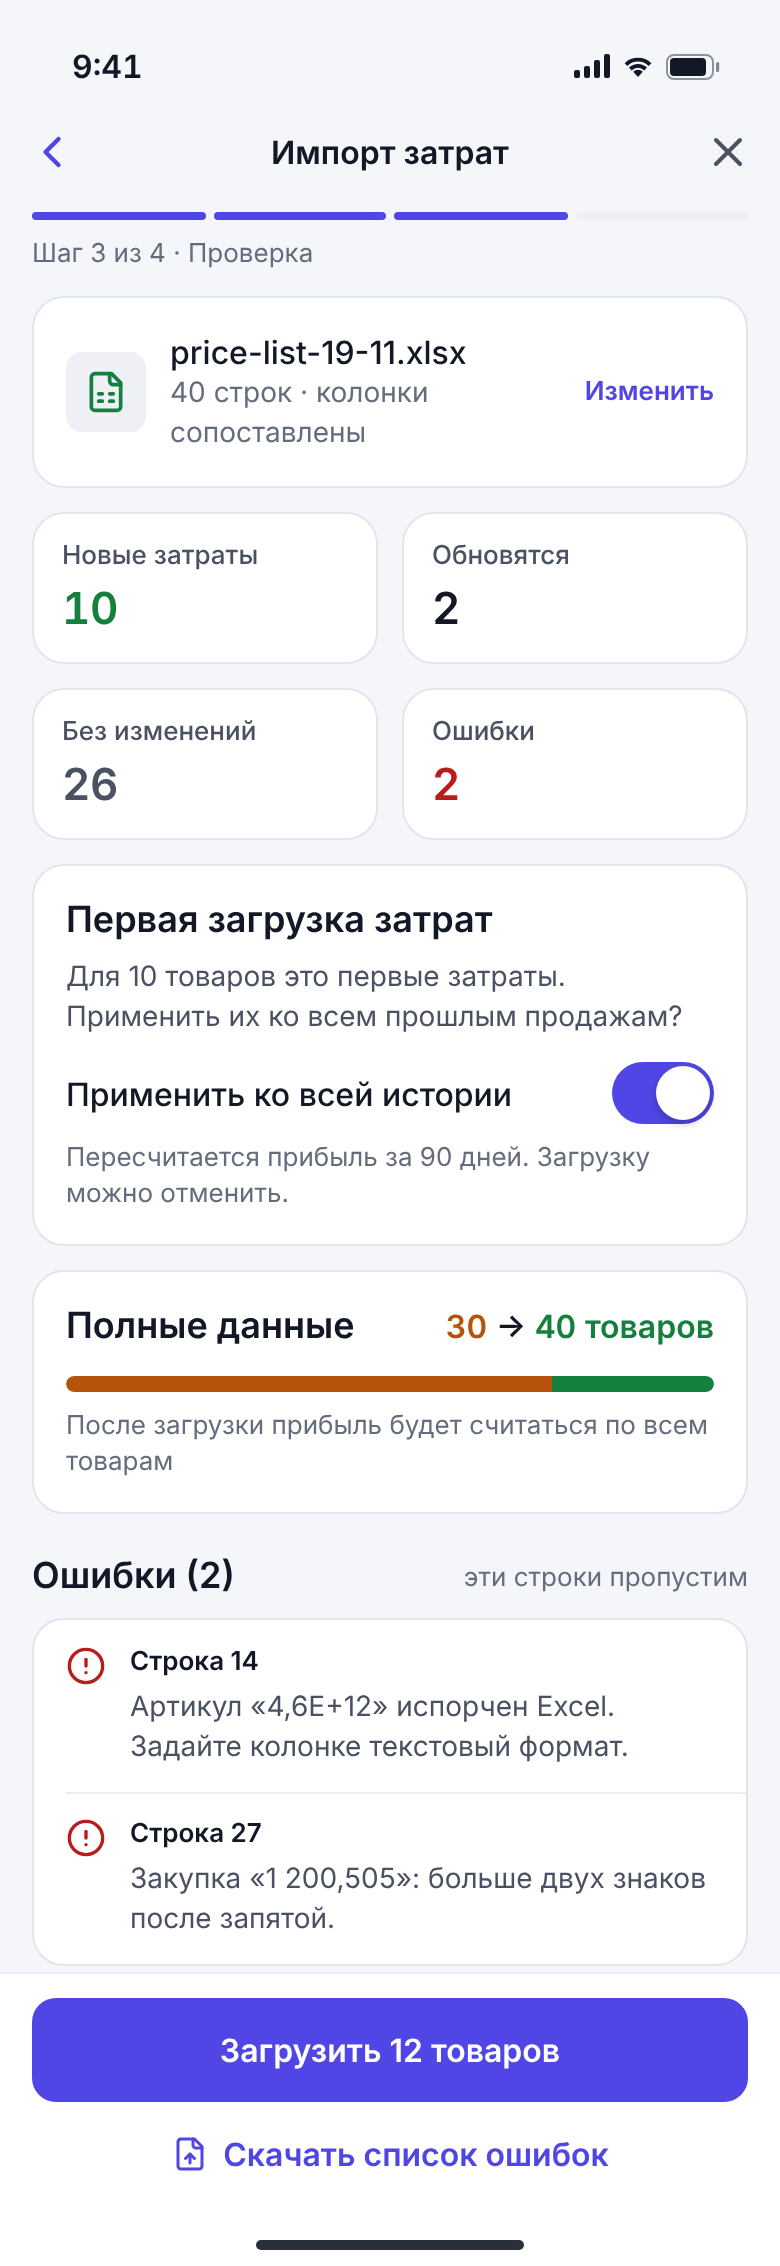 9:41
Импорт затрат
Шаг 3 из 4 · Проверка
price-list-19-11.xlsx
40 строк · колонки
сопоставлены
Изменить
Новые затраты
10
Обновятся
2
Без изменений
26
Ошибки
2
Первая загрузка затрат
Для 10 товаров это первые затраты.
Применить их ко всем прошлым продажам?
Применить ко всей истории
Пересчитается прибыль за 90 дней. Загрузку
можно отменить.
Полные данные
30 → 40 товаров
После загрузки прибыль будет считаться по всем
товарам
Ошибки (2)
эти строки пропустим
Строка 14
Артикул «4,6E+12» испорчен Excel.
Задайте колонке текстовый формат.
Строка 27
Закупка «1 200,505»: больше двух знаков
после запятой.
Загрузить 12 товаров
Скачать список ошибок